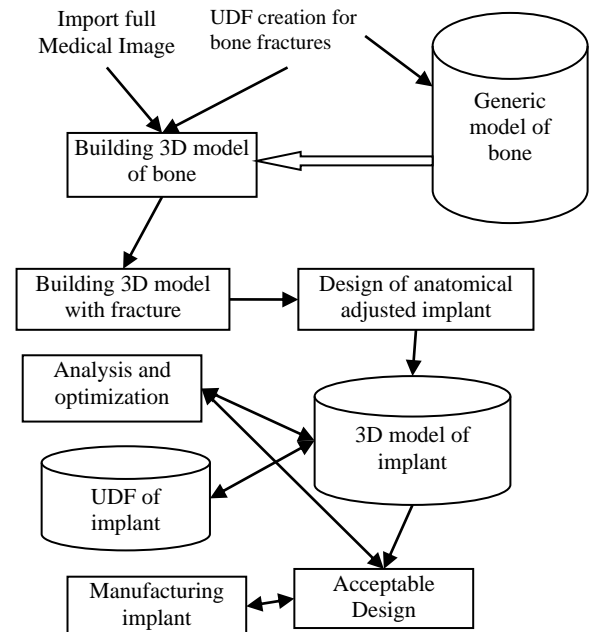 Import full
Medical Image
UDF creation for
bone fractures
Generic
model of
bone
Building 3D model
of bone
Building 3D model
with fracture
Design of anatomical
adjusted implant
Analysis and
optimization
3D model of
implant
UDF of
implant
Manufacturing
implant
Acceptable
Design